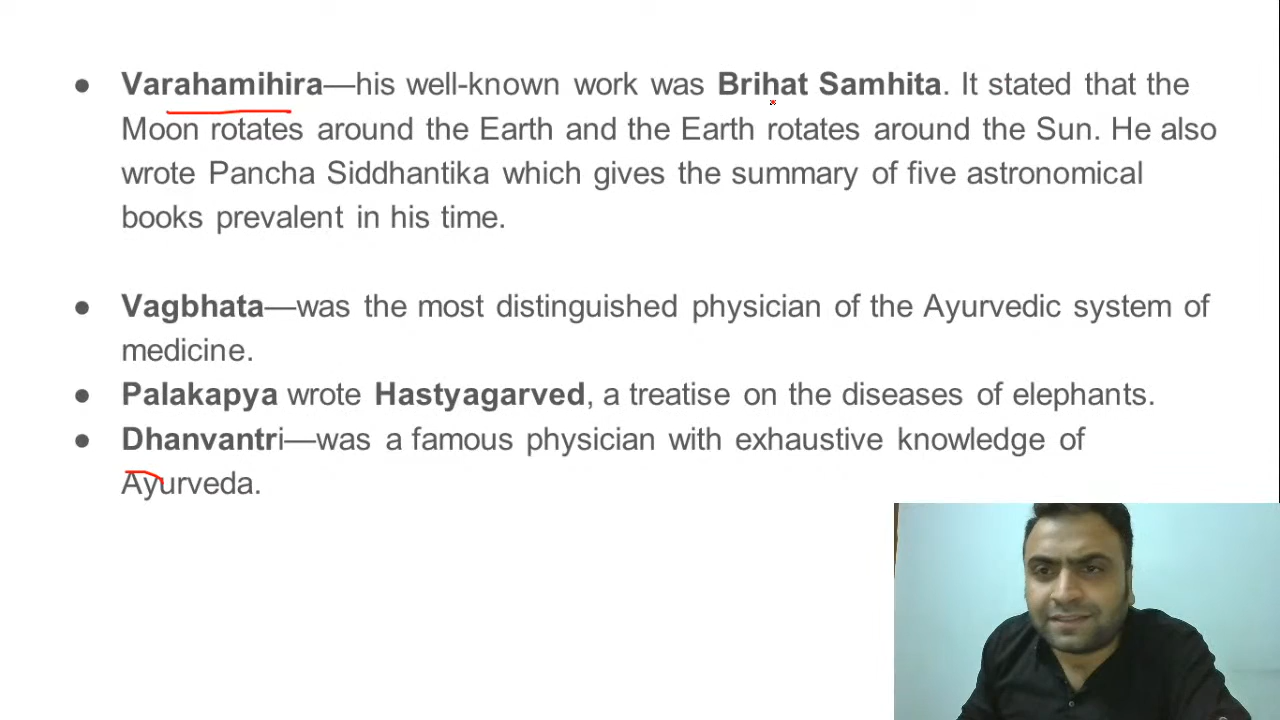 ● Varahamihira—his well-known work was Brihat Samhita. It stated that the
Moon rotates around the Earth and the Earth rotates around the Sun. He also
wrote Pancha Siddhantika which gives the summary of five astronomical
books prevalent in his time.
● Vagbhata—was the most distinguished physician of the Ayurvedic system of
medicine.
● Palakapya wrote Hastyagarved, a treatise on the diseases of elephants.
● Dhanvantri—was a famous physician with exhaustive knowledge of
Ayurveda.